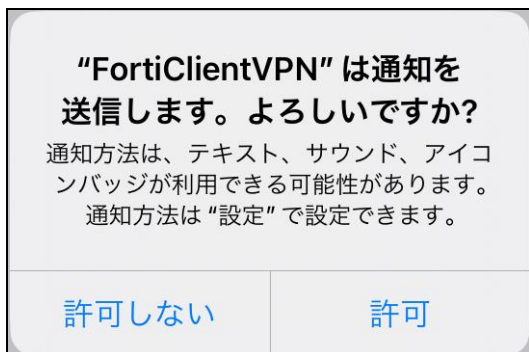 “FortiClientVPN” は通知を
送信します。よろしいですか?
通知方法は、テキスト、サウンド、アイコ
ンバッジが利用できる可能性があります。
通知方法は “設定” で設定できます。
許可しない
許可